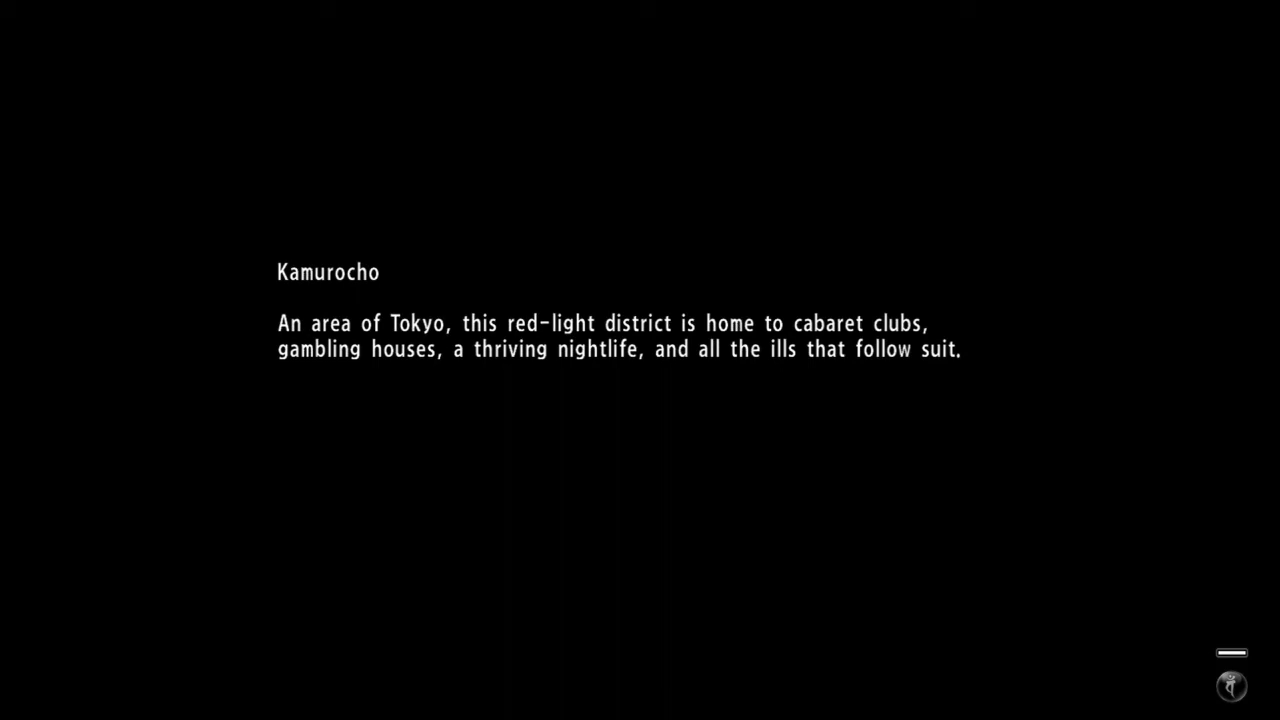 Kamurocho
An area of Tokyo, this red-light district is home to cabaret clubs,
gambling houses, a thriving nightlife, and all the ills that follow suit.